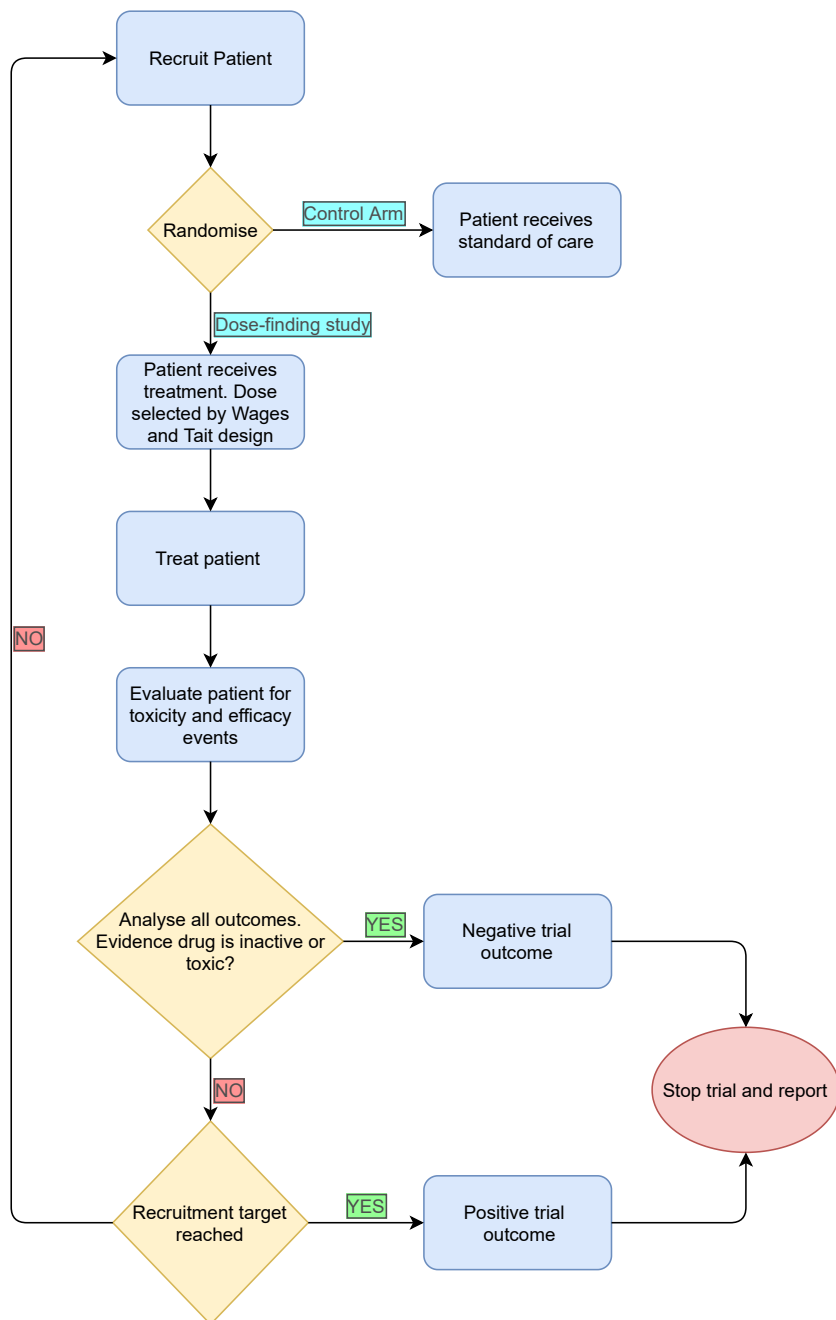 Recruit Patient
Randomise
Control Arm
Patient receives
standard of care
Dose-finding study
Patient receives
treatment. Dose
selected by Wages
and Tait design
Treat patient
NO
Evaluate patient for
toxicity and efficacy
events
Analyse all outcomes.
Evidence drug is inactive or
toxic?
YES
Negative trial
outcome
Stop trial and report
NO
Recruitment target
reached
YES
Positive trial
outcome